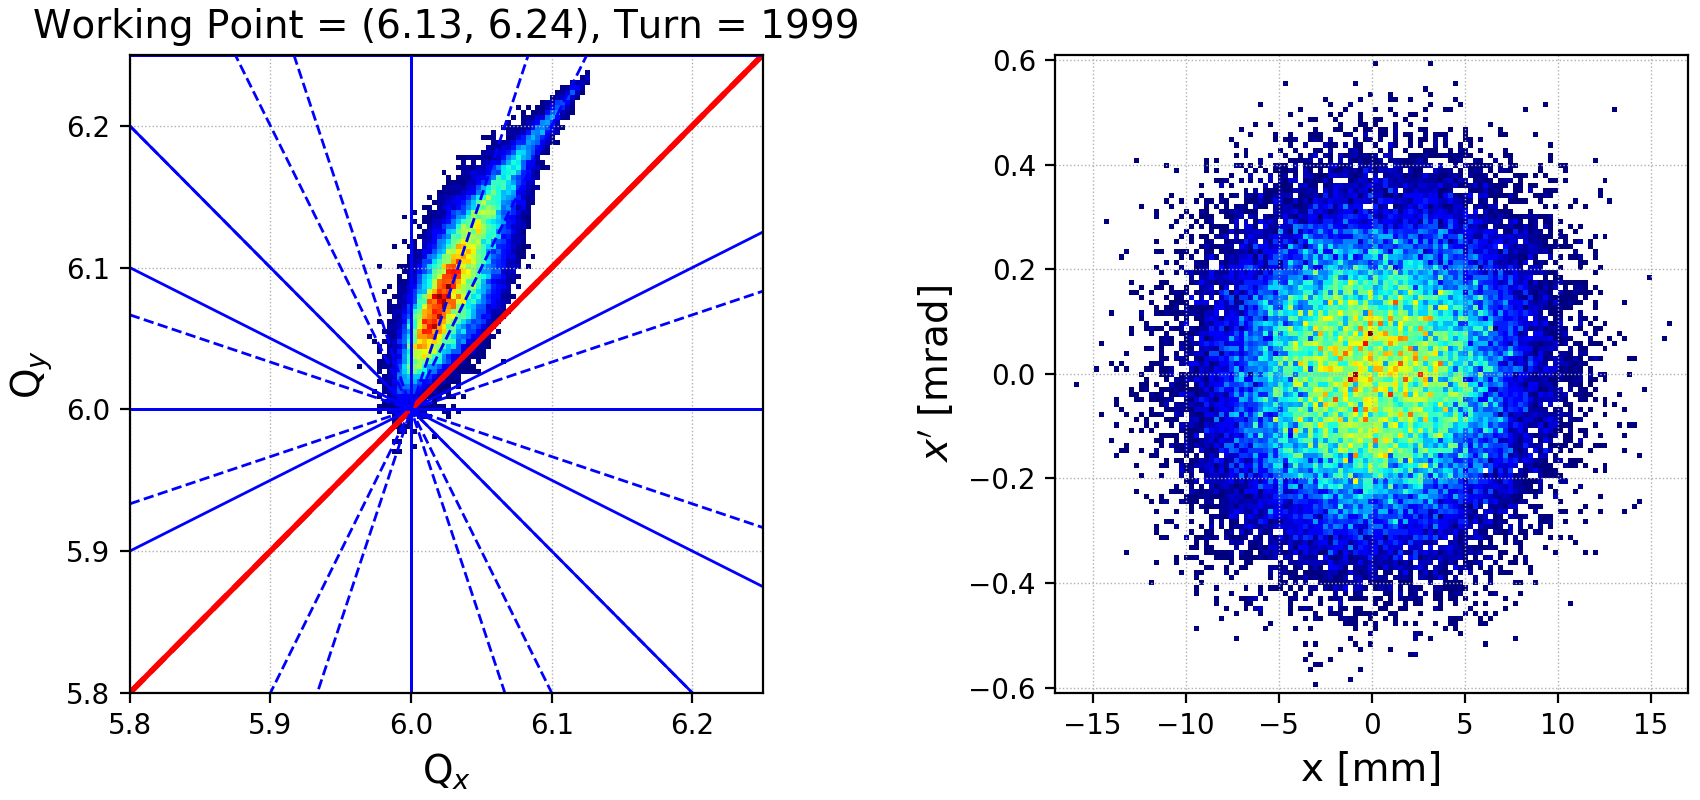 Working Point = (6.13, 6.24), Turn = 1999
6.2
6.1
6.0
5.9
5.8
Qy
5.8 5.9 6.0 6.1 6.2
Qx
0.6
0.4
0.2
0.0
−0.2
−0.4
−0.6
x′ [mrad]
−15 −10 −5 0 5 10 15
x [mm]